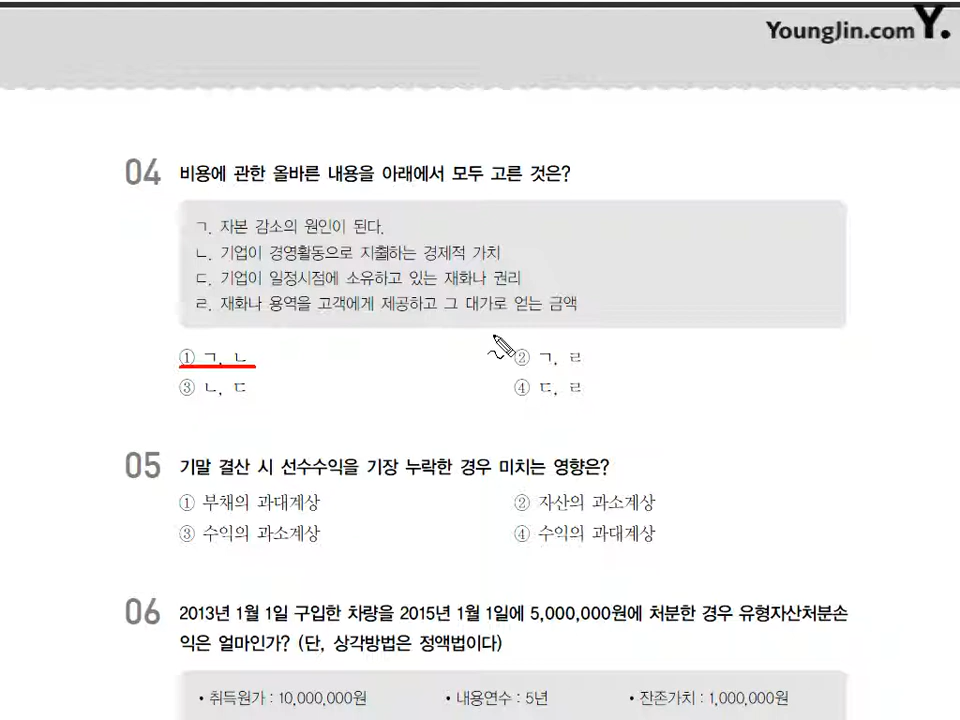 YoungJin.com Y.
04 비용에 관한 올바른 내용을 아래에서 모두 고른 것은?
ㄱ. 자본 감소의 원인이 된다.
ㄴ. 기업이 경영활동으로 지출하는 경제적 가치
ㄷ. 기업이 일정시점에 소유하고 있는 재화나 권리
ㄹ. 재화나 용역을 고객에게 제공하고 그 대가로 얻는 금액
① ㄱ, ㄴ ② ㄱ, ㄹ
③ ㄴ, ㄷ ④ ㄷ, ㄹ
05 기말 결산 시 선수수익을 기장 누락한 경우 미치는 영향은?
① 부채의 과대계상 ② 자산의 과소계상
③ 수익의 과소계상 ④ 수익의 과대계상
06 2013년 1월 1일 구입한 차량을 2015년 1월 1일에 5,000,000원에 처분한 경우 유형자산처분손
익은 얼마인가? (단, 상각방법은 정액법이다)
• 취득원가 : 10,000,000원 • 내용연수 : 5년 • 잔존가치 : 1,000,000원